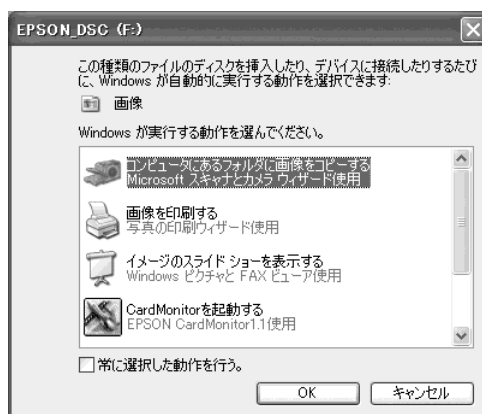 EPSON_DSC (F:)
この種類のファイルのディスクを挿入したり、デバイスに接続したりするたび
に、Windows が自動的に実行する動作を選択できます:
画像
Windows が実行する動作を選んでください。
コンピュータにあるフォルダに画像をコピーする
Microsoft スキャナとカメラ ウィザード使用
画像を印刷する
写真の印刷ウィザード使用
イメージのスライド ショーを表示する
Windows ピクチャと FAX ビューア使用
CardMonitorを起動する
EPSON CardMonitor1.1使用
常に選択した動作を行う。
OK
キャンセル